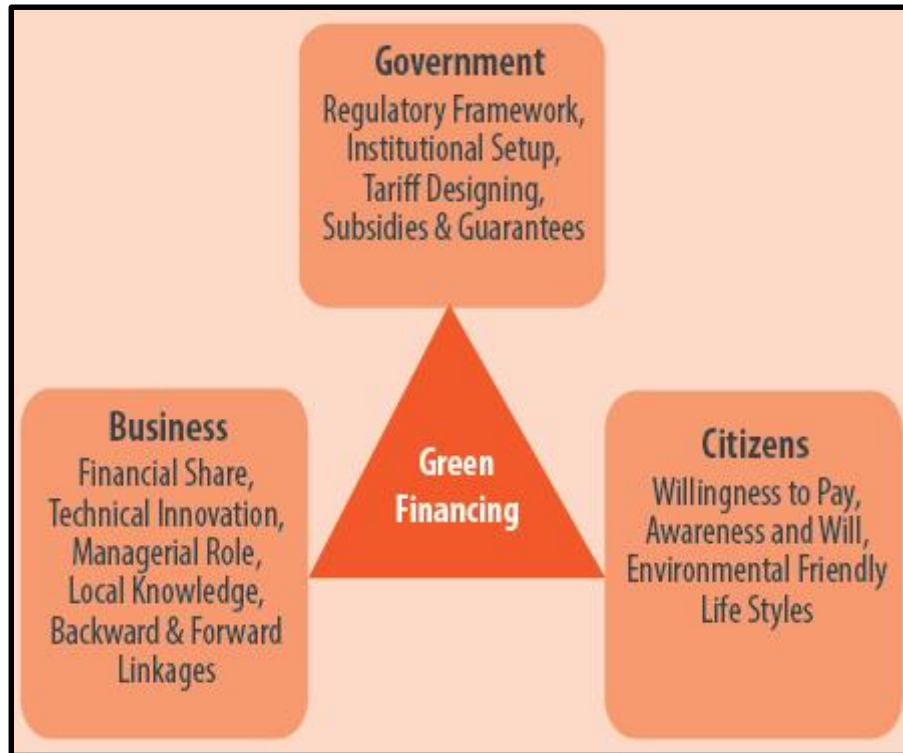 Government
Regulatory Framework,
Institutional Setup,
Tariff Designing,
Subsidies & Guarantees
Business
Financial Share,
Technical Innovation,
Managerial Role,
Local Knowledge,
Backward & Forward
Linkages
Green
Financing
Citizens
Willingness to Pay,
Awareness and Will,
Environmental Friendly
Life Styles